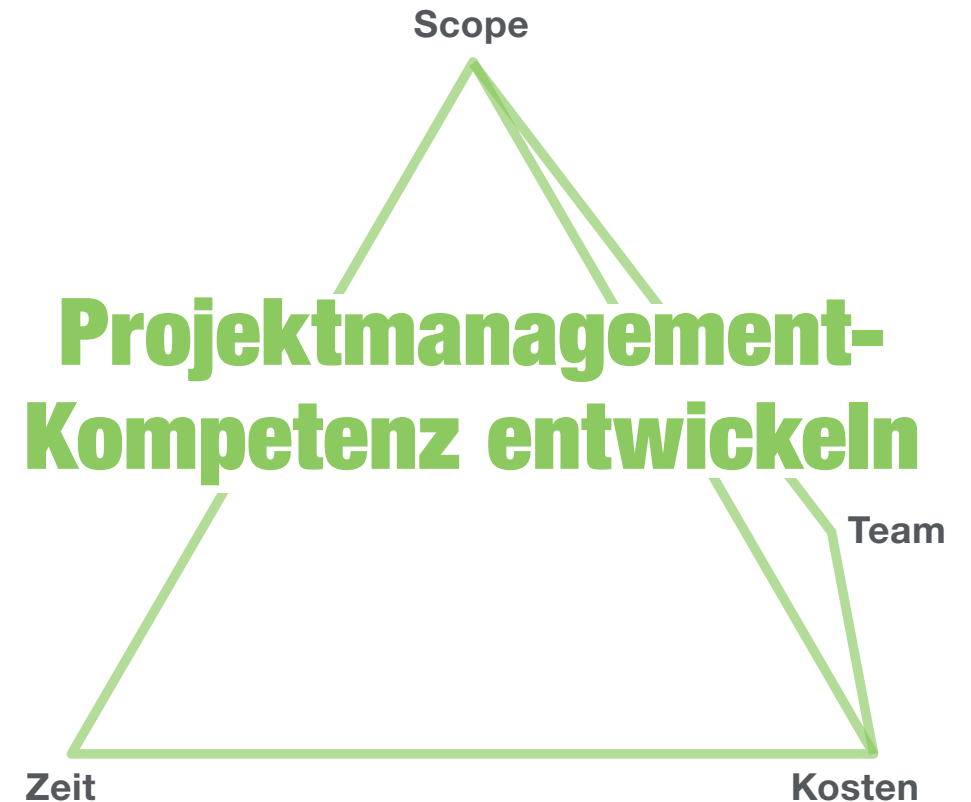 Scope
Projektmanagement-
Kompetenz entwickeln
Team
Zeit
Kosten